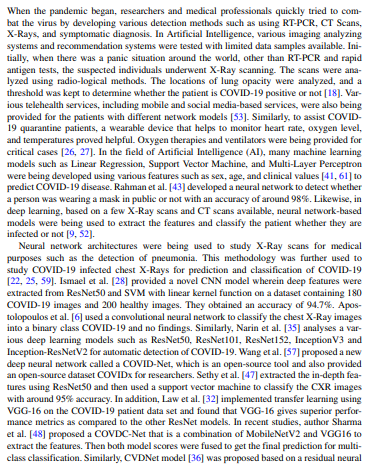 When the pandemic began, researchers and medical professionals quickly tried to com-
bat the virus by developing various detection methods such as using RT-PCR, CT Scans,
X-Rays, and symptomatic diagnosis. In Artificial Intelligence, various imaging analyzing
systems and recommendation systems were tested with limited data samples available. Ini-
tially, when there was a panic situation around the world, other than RT-PCR and rapid
antigen tests, the suspected individuals underwent X-Ray scanning. The scans were ana-
lyzed using radio-logical methods. The locations of lung opacity were analyzed, and a
threshold was kept to determine whether the patient is COVID-19 positive or not [18]. Var-
ious telehealth services, including mobile and social media-based services, were also being
provided for the patients with different network models [53]. Similarly, to assist COVID-
19 quarantine patients, a wearable device that helps to monitor heart rate, oxygen level,
and temperatures proved helpful. Oxygen therapies and ventilators were being provided for
critical cases [26, 27]. In the field of Artificial Intelligence (AI), many machine learning
models such as Linear Regression, Support Vector Machine, and Multi-Layer Perceptron
were being developed using various features such as sex, age, and clinical values [41, 61] to
predict COVID-19 disease. Rahman et al. [43] developed a neural network to detect whether
a person was wearing a mask in public or not with an accuracy of around 98%. Likewise, in
deep learning, based on a few X-Ray scans and CT scans available, neural network-based
models were being used to extract the features and classify the patient whether they are
infected or not [9, 52].
Neural network architectures were being used to study X-Ray scans for medical
purposes such as the detection of pneumonia. This methodology was further used to
study COVID-19 infected chest X-Rays for prediction and classification of COVID-19
[22, 25, 59]. Ismael et al. [28] provided a novel CNN model wherein deep features were
extracted from ResNet50 and SVM with linear kernel function on a dataset containing 180
COVID-19 images and 200 healthy images. They obtained an accuracy of 94.7%. Apos-
tolopoulos et al. [6] used a convolutional neural network to classify the chest X-Ray images
into a binary class COVID-19 and no findings. Similarly, Narin et al. [35] analyses a var-
ious deep learning models such as ResNet50, ResNet101, ResNet152, InceptionV3 and
Inception-ResNetV2 for automatic detection of COVID-19. Wang et al. [57] proposed a new
deep neural network called COVID-Net, which is an open-source tool and also provided
an open-source dataset COVIDx for researchers. Sethy et al. [47] extracted the in-depth fea-
tures using ResNet50 and then used a support vector machine to classify the CXR images
with around 95% accuracy. In addition, Law et al. [32] implemented transfer learning using
VGG-16 on the COVID-19 patient data set and found that VGG-16 gives superior perfor-
mance metrics as compared to the other ResNet models. In recent studies, author Sharma
et al. [48] proposed a COVDC-Net that is a combination of MobileNetV2 and VGG16 to
extract the features. Then both model scores were fused to get the final prediction for multi-
class classification. Similarly, CVDNet model [36] was proposed based on a residual neural